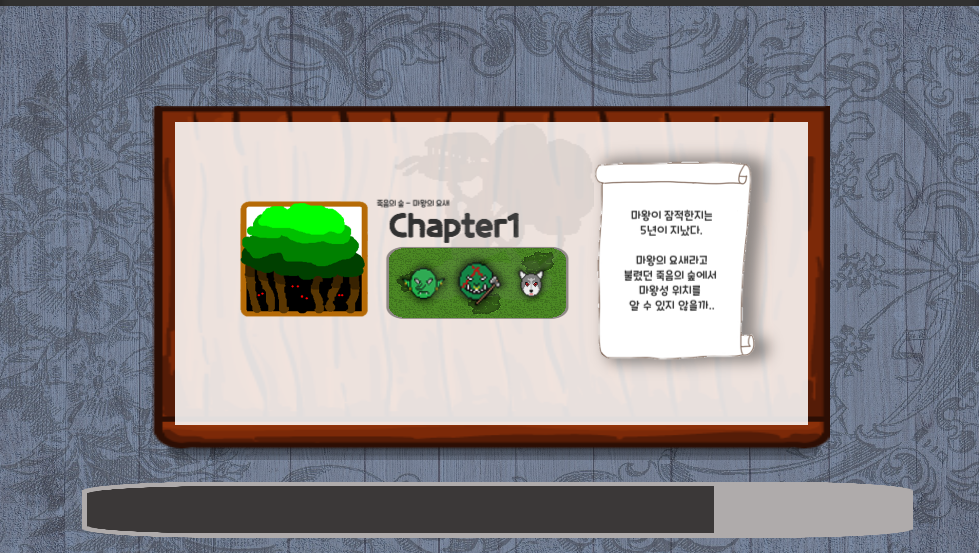 죽음의 숲 - 마왕의 요새
Chapter1
마왕이 잠적한지는
5년이 지났다.
마왕의 요새라고
불렸던 죽음의 숲에서
마왕성 위치를
알 수 있지 않을까..